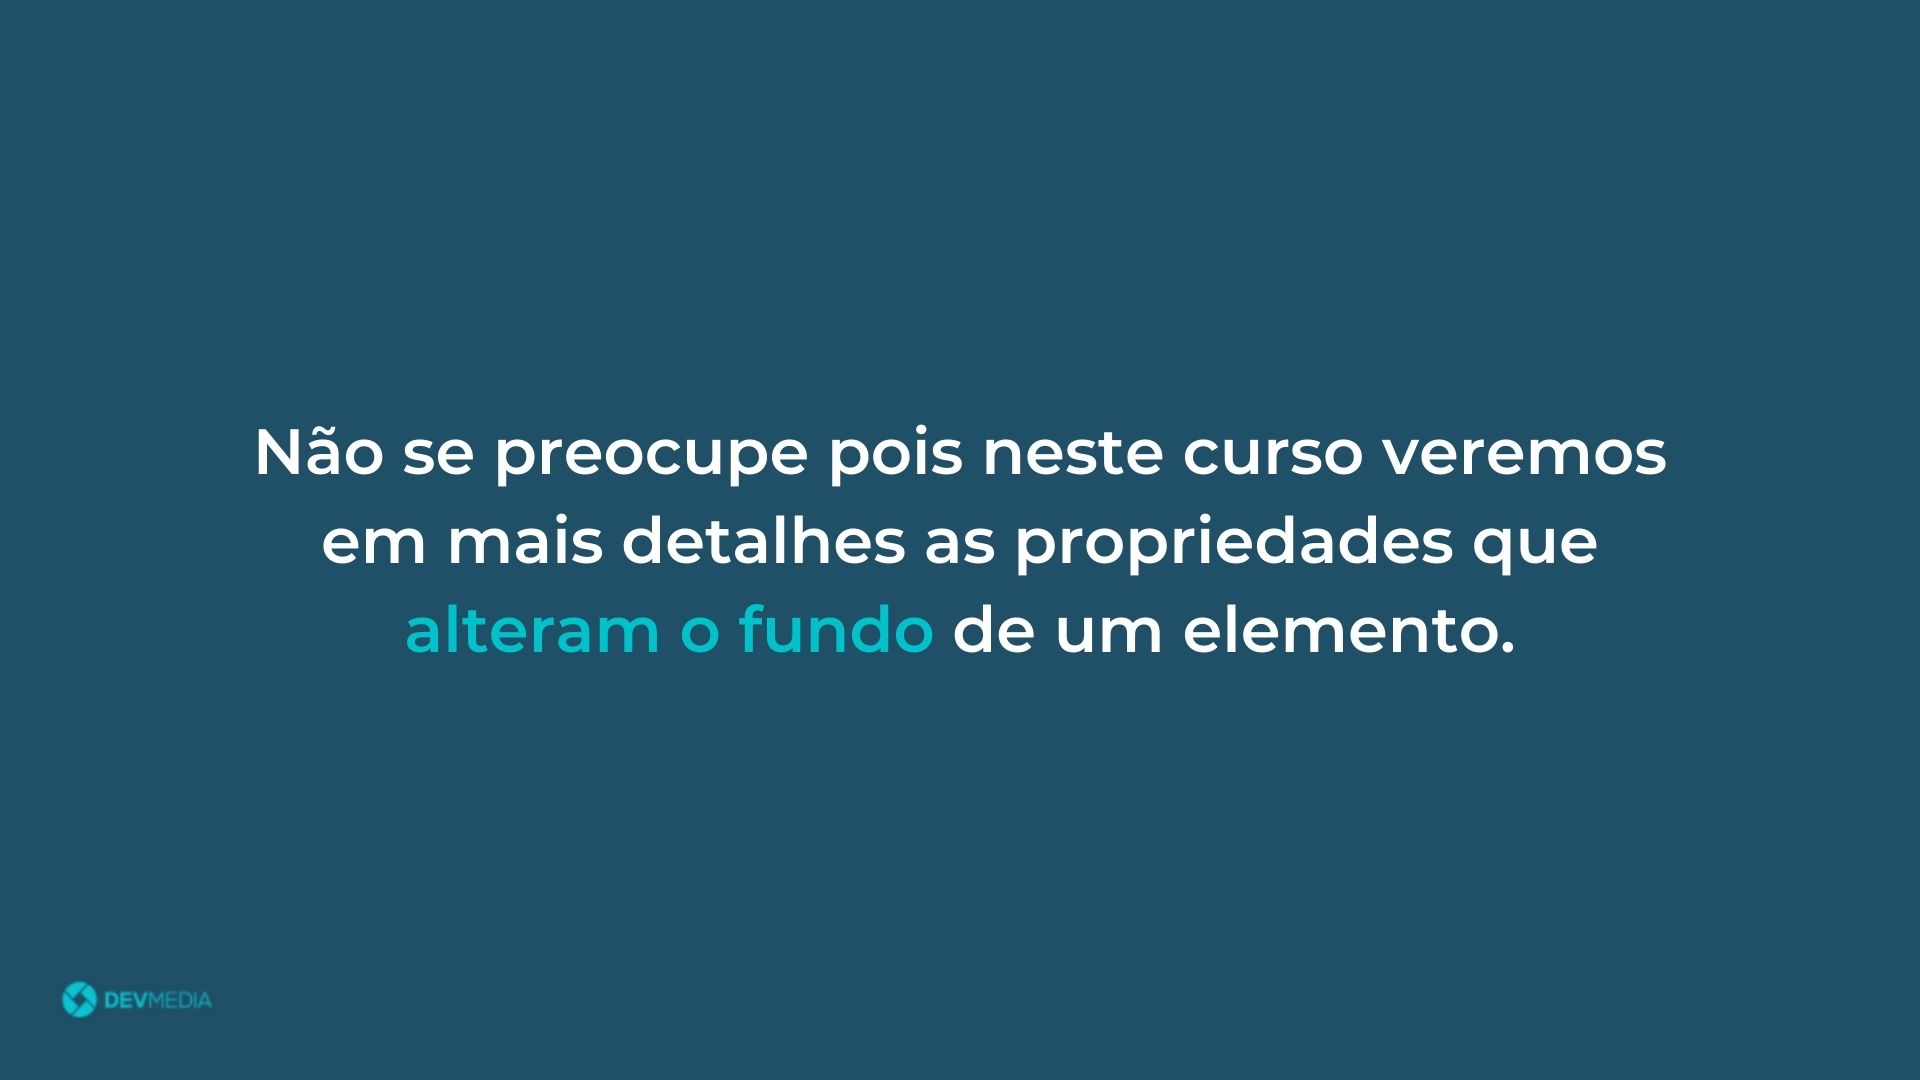 Não se preocupe pois neste curso veremos
em mais detalhes as propriedades que
alteram o fundo de um elemento.
DEVMEDIA